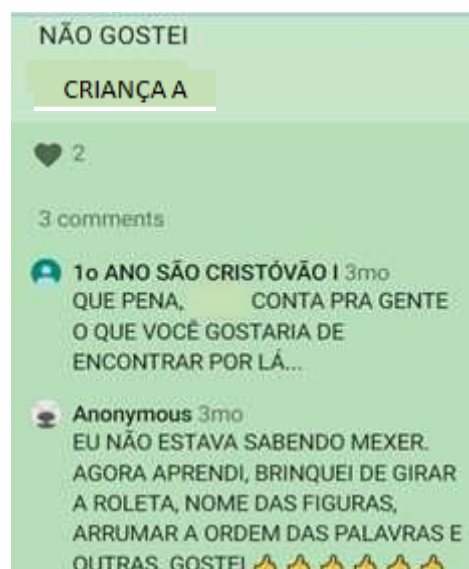 NÃO GOSTEI
CRIANÇA A
2
3 comments
1o ANO SÃO CRISTÓVÃO I 3mo
QUE PENA, CONTA PRA GENTE
O QUE VOCÊ GOSTARIA DE
ENCONTRAR POR LÁ...
Anonymous 3mo
EU NÃO ESTAVA SABENDO MEXER.
AGORA APRENDI, BRINQUEI DE GIRAR
A ROLETA, NOME DAS FIGURAS,
ARRUMAR A ORDEM DAS PALAVRAS E
OUTRAS. GOSTEI 👍👍👍👍👍👍